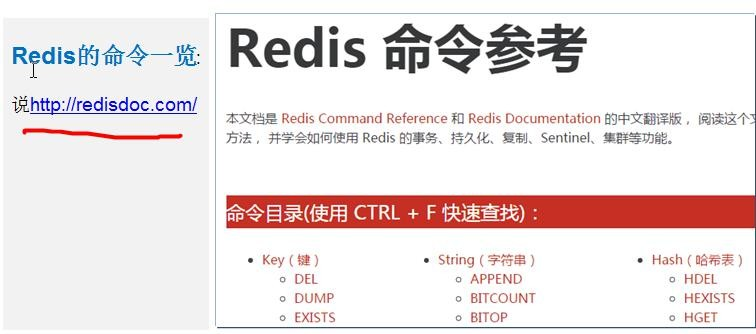 Redis的命令一览:
说http://redisdoc.com/
Redis 命令参考
本文档是 Redis Command Reference 和 Redis Documentation 的中文翻译版， 阅读这个文
方法， 并学会如何使用 Redis 的事务、持久化、复制、Sentinel、集群等功能。
命令目录(使用 CTRL + F 快速查找)：
Key（键）
DEL
DUMP
EXISTS
String（字符串）
APPEND
BITCOUNT
BITOP
Hash（哈希表）
HDEL
HEXISTS
HGET